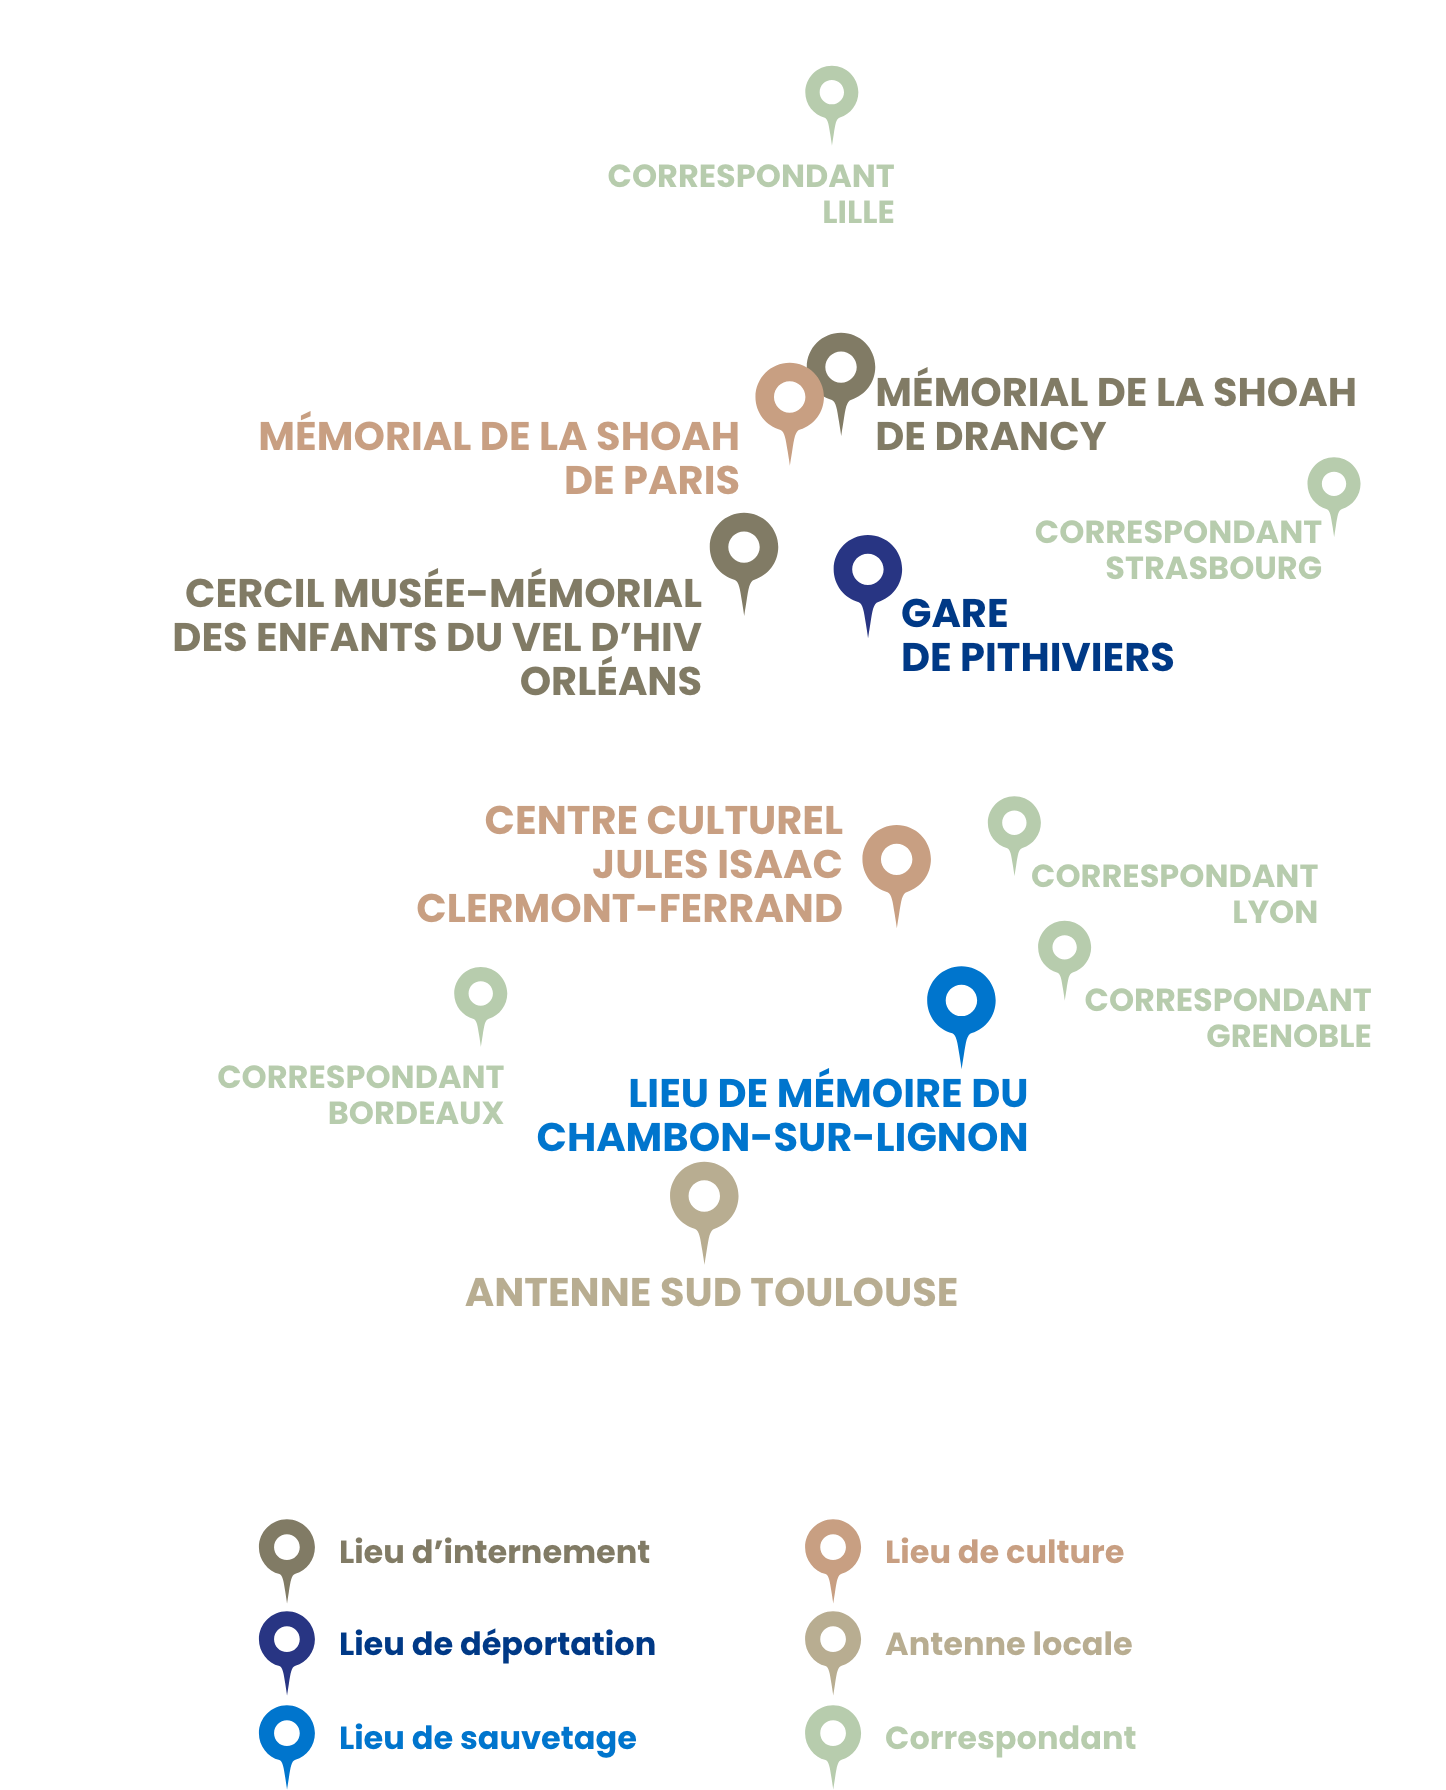 CORRESPONDANT
LILLE
MÉMORIAL DE LA SHOAH
DE DRANCY
MÉMORIAL DE LA SHOAH
DE PARIS
CORRESPONDANT
STRASBOURG
CERCIL MUSÉE-MÉMORIAL
DES ENFANTS DU VEL D’HIV
ORLÉANS
GARE
DE PITHIVIERS
CENTRE CULTUREL
JULES ISAAC
CLERMONT-FERRAND
CORRESPONDANT
LYON
CORRESPONDANT
GRENOBLE
CORRESPONDANT
BORDEAUX
LIEU DE MÉMOIRE DU
CHAMBON-SUR-LIGNON
ANTENNE SUD TOULOUSE
Lieu d’internement
Lieu de déportation
Lieu de sauvetage
Lieu de culture
Antenne locale
Correspondant